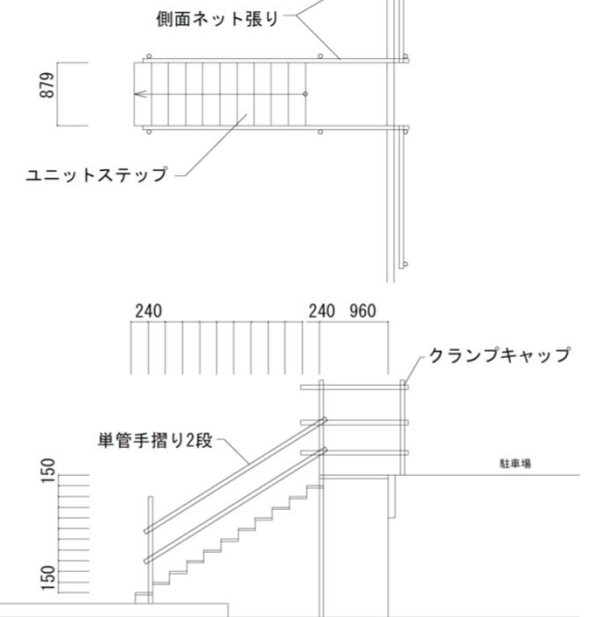 側面ネット張り
879
ユニットステップ
240
240
960
クランプキャップ
単管手摺り2段
150
駐車場
150